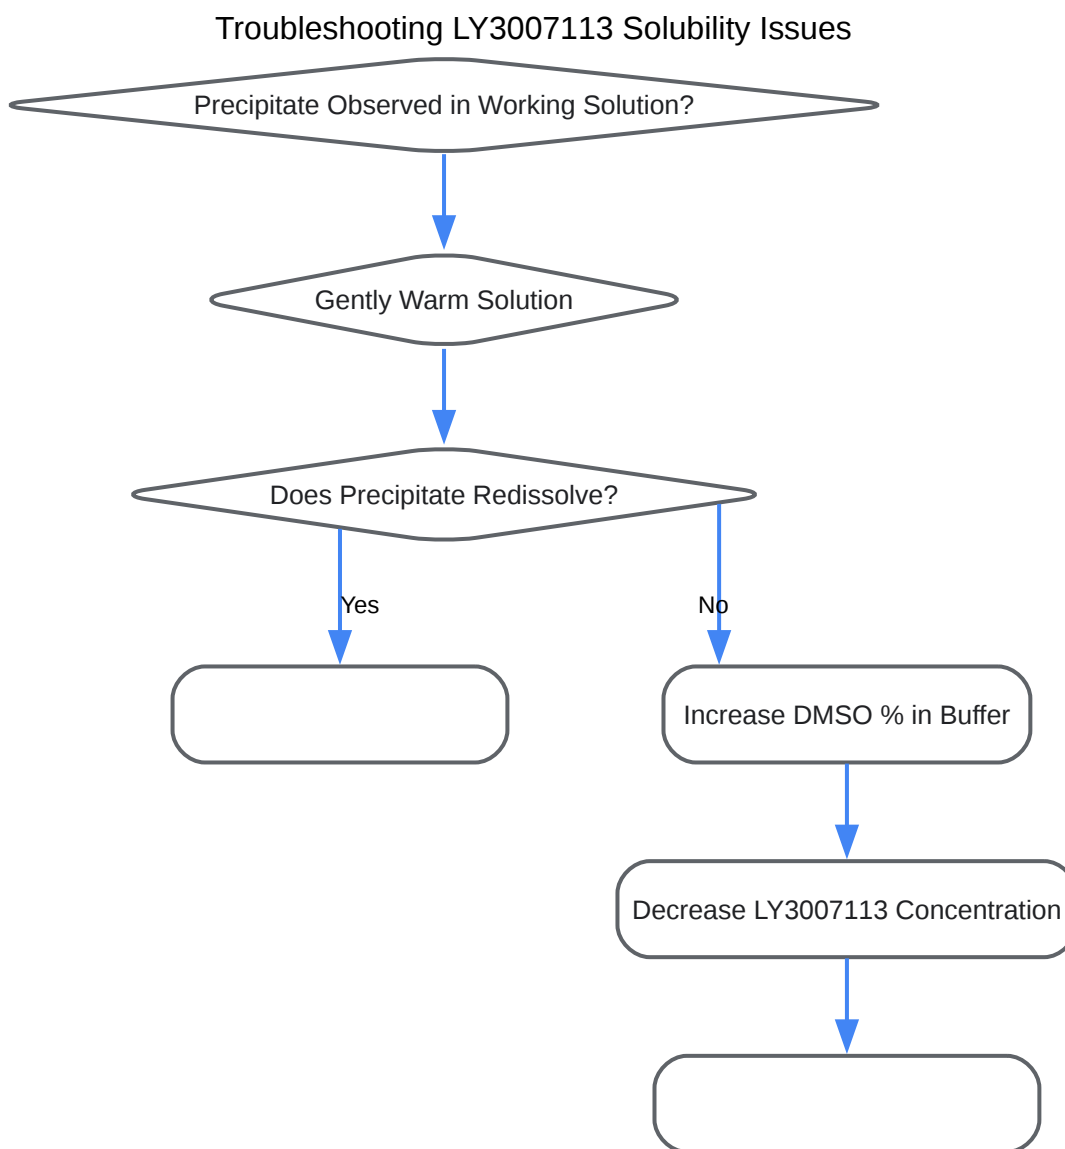 Troubleshooting LY3007113 Solubility Issues
Precipitate Observed in Working Solution?
Gently Warm Solution
Does Precipitate Redissolve?
Yes
No
Increase DMSO % in Buffer
Decrease LY3007113 Concentration